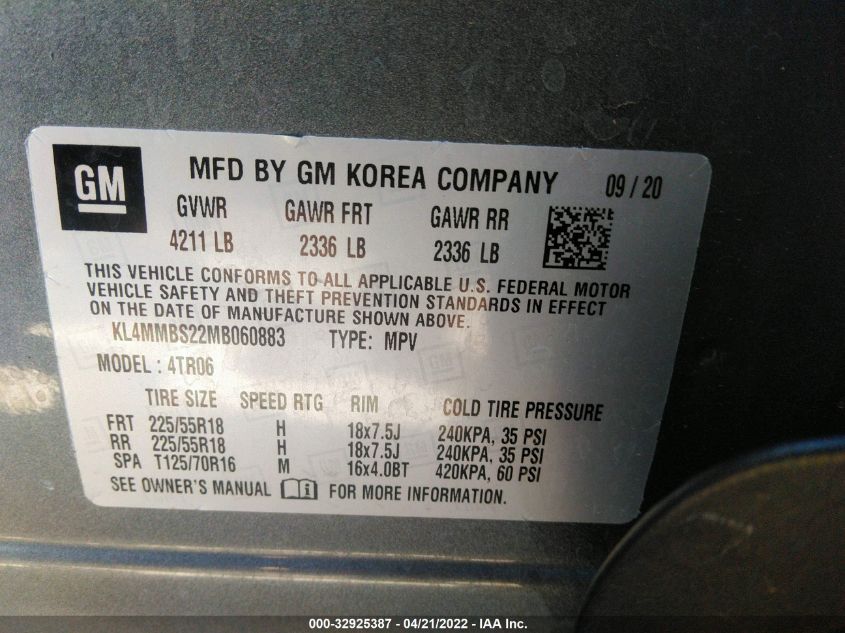 GM
MFD BY GM KOREA COMPANY 09 / 20
GVWR GAWR FRT GAWR RR
4211 LB 2336 LB 2336 LB
THIS VEHICLE CONFORMS TO ALL APPLICABLE U.S. FEDERAL MOTOR
VEHICLE SAFETY AND THEFT PREVENTION STANDARDS IN EFFECT
ON THE DATE OF MANUFACTURE SHOWN ABOVE.
KL4MMBS22MB060883 TYPE: MPV
MODEL : 4TR06
TIRE SIZE SPEED RTG RIM COLD TIRE PRESSURE
FRT 225/55R18 H 18x7.5J 240KPA, 35 PSI
RR 225/55R18 H 18x7.5J 240KPA, 35 PSI
SPA T125/70R16 M 16x4.0BT 420KPA, 60 PSI
SEE OWNER'S MANUAL FOR MORE INFORMATION.
000-32925387 - 04/21/2022 - IAA Inc.